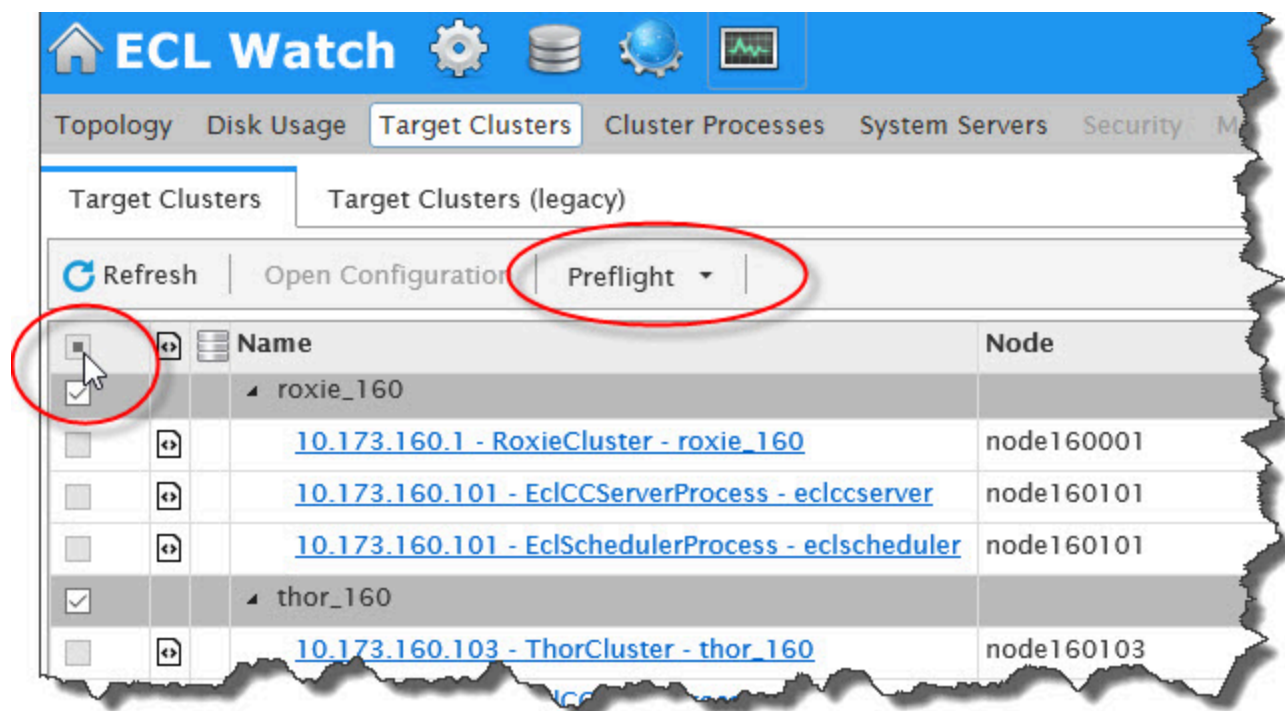 ECL Watch
Topology Disk Usage Target Clusters Cluster Processes System Servers Security
Target Clusters Target Clusters (legacy)
Refresh Open Configuration Preflight
Name Node
roxie_160
10.173.160.1 - RoxieCluster - roxie_160 node160001
10.173.160.101 - EclCCServerProcess - eclccserver node160101
10.173.160.101 - EclSchedulerProcess - eclscheduler node160101
thor_160
10.173.160.103 - ThorCluster - thor_160 node160103